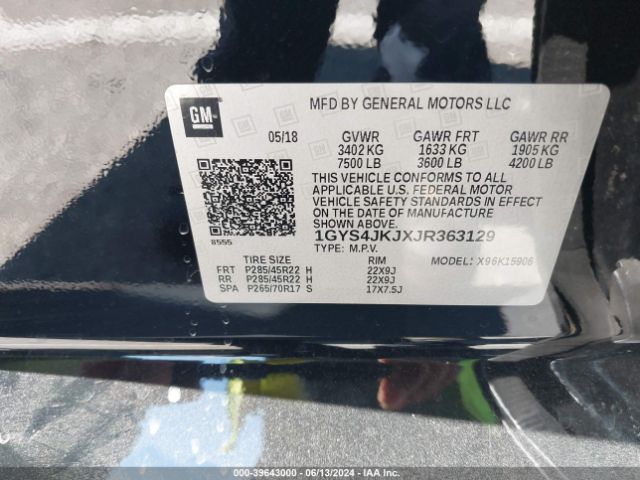 GM
MFD BY GENERAL MOTORS LLC
05/18 GVWR GAWR FRT GAWR RR
3402 KG 1633 KG 1905 KG
7500 LB 3600 LB 4200 LB
THIS VEHICLE CONFORMS TO ALL
APPLICABLE U.S. FEDERAL MOTOR
VEHICLE SAFETY STANDARDS IN EFFECT
ON THE DATE OF MANUFACTURE
SHOWN ABOVE.
1GYS4JKJXJR363129
8555 TYPE: M.P.V.
TIRE SIZE RIM MODEL: X96K15906
FRT P285/45R22 H 22X9J
RR P285/45R22 H 22X9J
SPA P265/70R17 S 17X7.5J
000-39643000 - 06/13/2024 - IAA Inc.